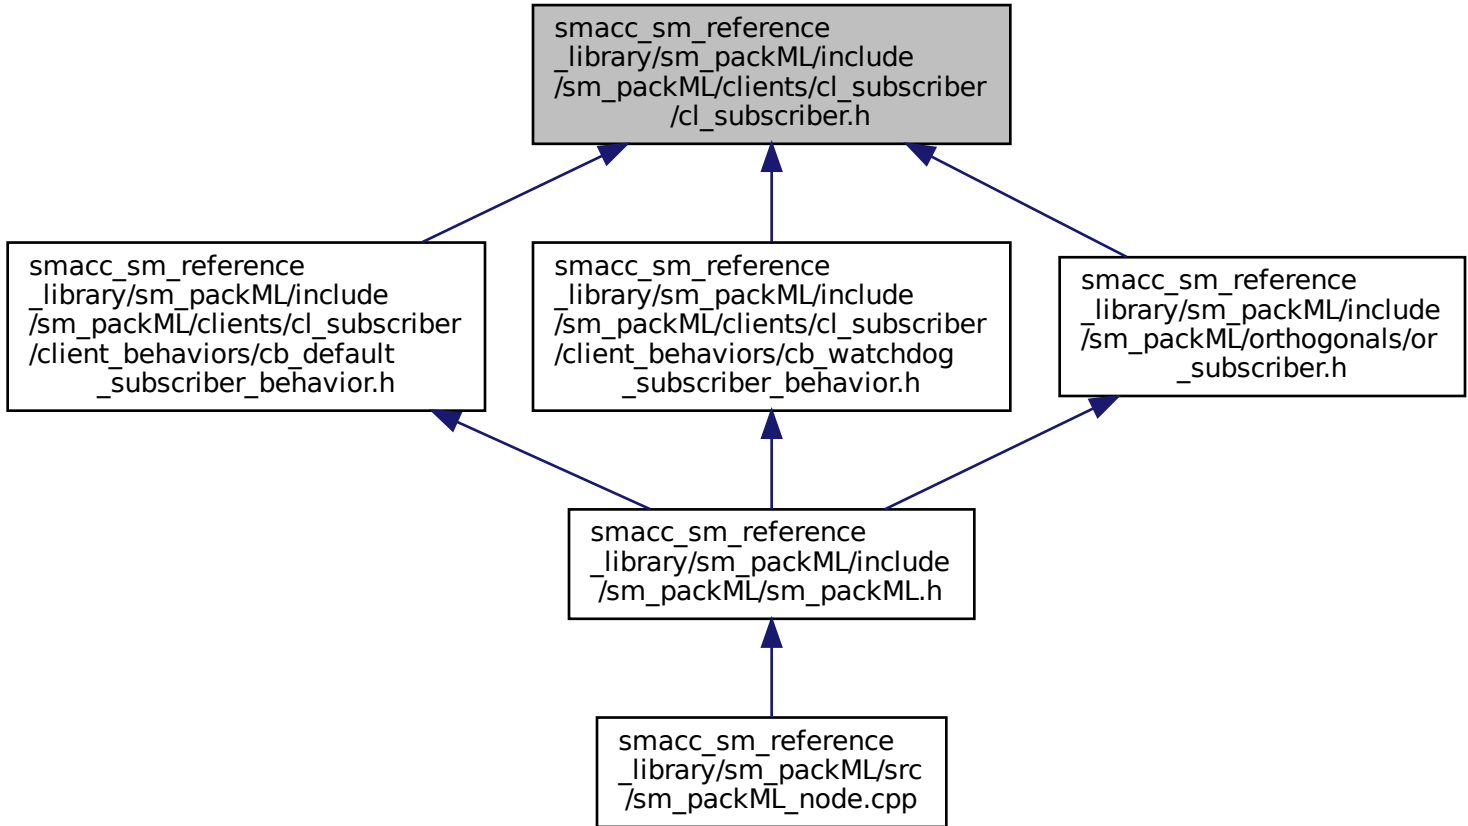 smacc_sm_reference
_library/sm_packML/include
/sm_packML/clients/cl_subscriber
/cl_subscriber.h
smacc_sm_reference
_library/sm_packML/include
/sm_packML/clients/cl_subscriber
/client_behaviors/cb_default
_subscriber_behavior.h
smacc_sm_reference
_library/sm_packML/include
/sm_packML/clients/cl_subscriber
/client_behaviors/cb_watchdog
_subscriber_behavior.h
smacc_sm_reference
_library/sm_packML/include
/sm_packML/orthogonals/or
_subscriber.h
smacc_sm_reference
_library/sm_packML/include
/sm_packML/sm_packML.h
smacc_sm_reference
_library/sm_packML/src
/sm_packML_node.cpp